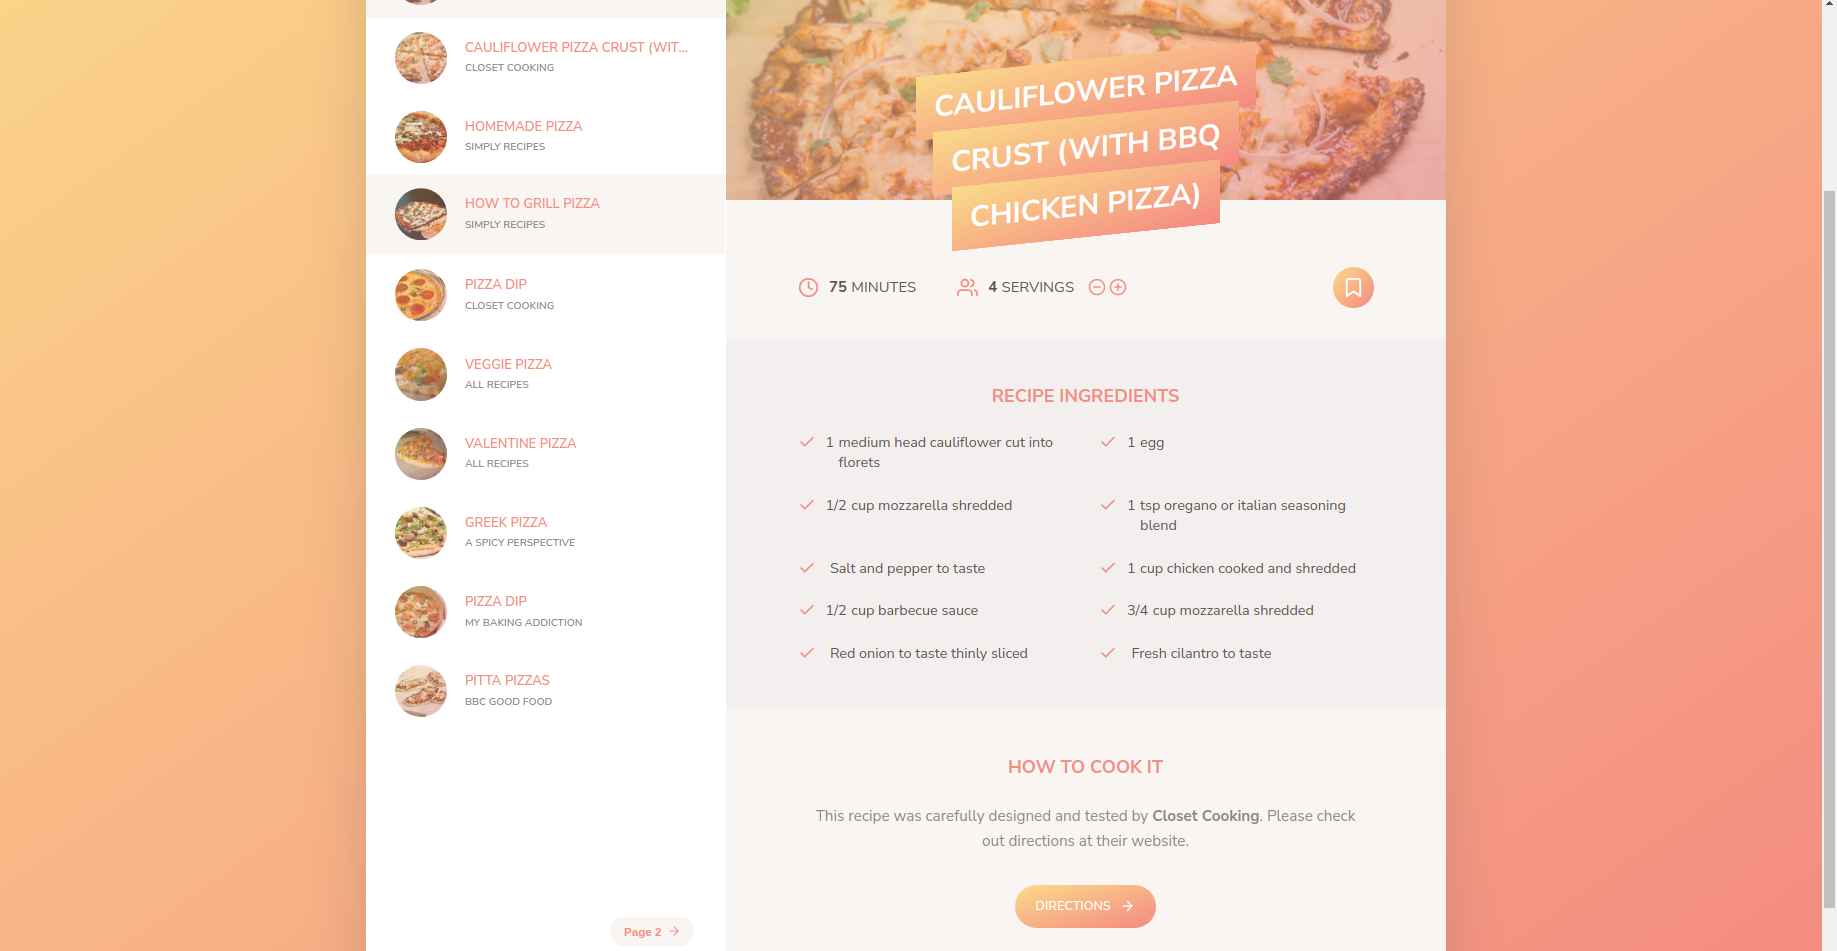 CAULIFLOWER PIZZA CRUST (WIT...
CLOSET COOKING
HOMEMADE PIZZA
SIMPLY RECIPES
HOW TO GRILL PIZZA
SIMPLY RECIPES
PIZZA DIP
CLOSET COOKING
VEGGIE PIZZA
ALL RECIPES
VALENTINE PIZZA
ALL RECIPES
GREEK PIZZA
A SPICY PERSPECTIVE
PIZZA DIP
MY BAKING ADDICTION
PITTA PIZZAS
BBC GOOD FOOD
Page 2
CAULIFLOWER PIZZA
CRUST (WITH BBQ
CHICKEN PIZZA)
75 MINUTES
4 SERVINGS
RECIPE INGREDIENTS
1 medium head cauliflower cut into
florets
1 egg
1/2 cup mozzarella shredded
1 tsp oregano or italian seasoning
blend
Salt and pepper to taste
1 cup chicken cooked and shredded
1/2 cup barbecue sauce
3/4 cup mozzarella shredded
Red onion to taste thinly sliced
Fresh cilantro to taste
HOW TO COOK IT
This recipe was carefully designed and tested by Closet Cooking. Please check
out directions at their website.
DIRECTIONS